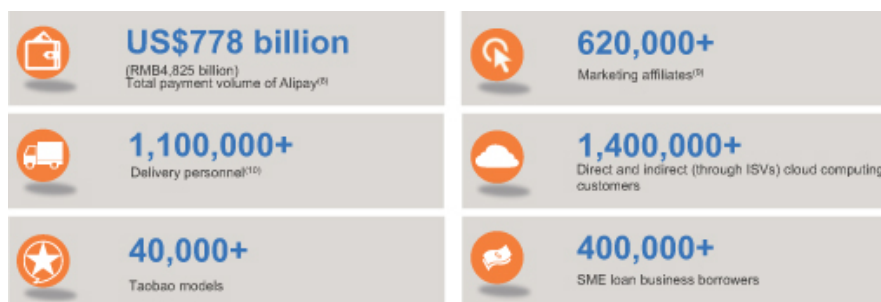 US$778 billion
(RMB4,825 billion)
Total payment volume of Alipay(8)
620,000+
Marketing affiliates(9)
1,100,000+
Delivery personnel(10)
1,400,000+
Direct and indirect (through ISVs) cloud computing
customers
40,000+
Taobao models
400,000+
SME loan business borrowers